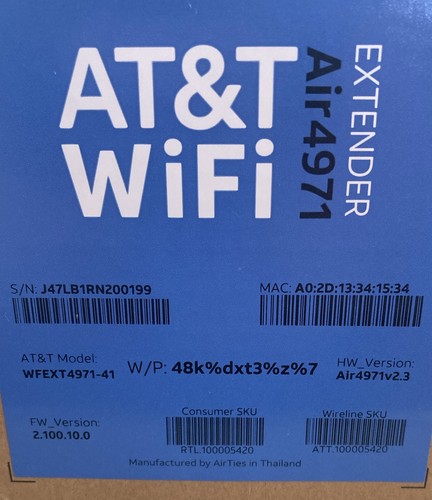 AT&T
WiFi
Air4971
EXTENDER
S/N: J47LB1RN200199
MAC: A0:2D:13:34:15:34
AT&T Model:
WFEXT4971-41
W/P: 48k%dxt3%z%7
HW_Version:
Air4971v2.3
FW_Version:
2.100.10.0
Consumer SKU
RTL.100005420
Wireline SKU
ATT.100005420
Manufactured by AirTies in Thailand